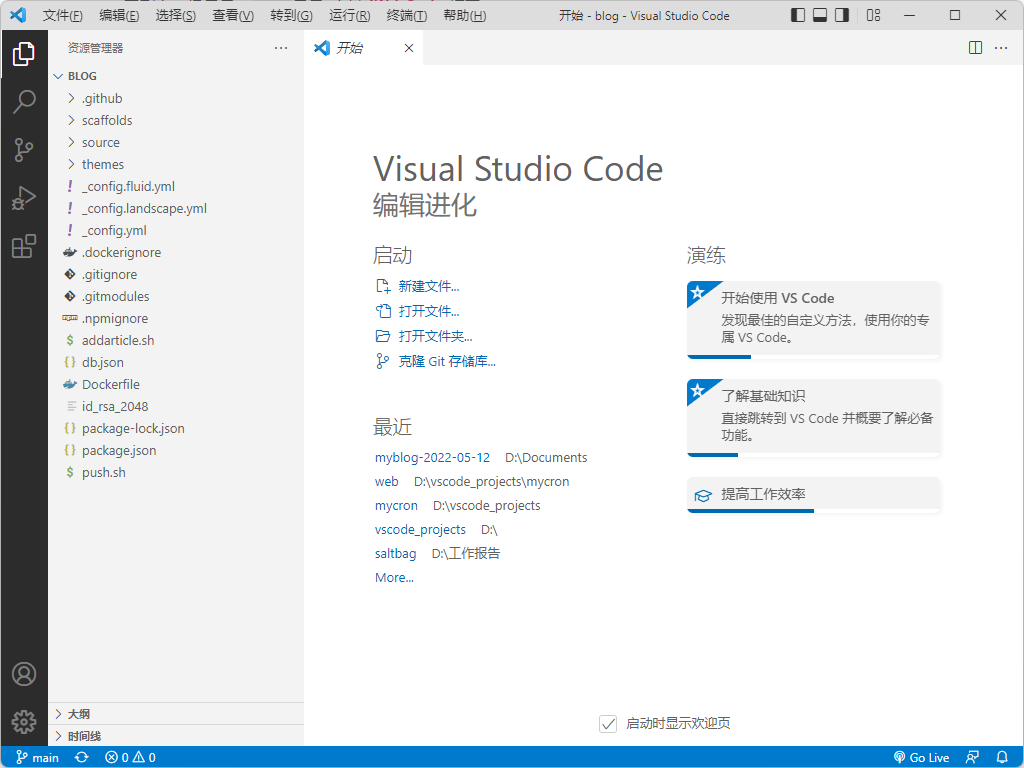 文件(F) 编辑(E) 选择(S) 查看(V) 转到(G) 运行(R) 终端(T) 帮助(H) 开始 - blog - Visual Studio Code
资源管理器
开始
BLOG
.github
scaffolds
source
themes
_config.fluid.yml
_config.landscape.yml
_config.yml
.dockerignore
.gitignore
.gitmodules
.npmignore
addarticle.sh
db.json
Dockerfile
id_rsa_2048
package-lock.json
package.json
push.sh
大纲
时间线
Visual Studio Code
编辑进化
启动
新建文件...
打开文件...
打开文件夹...
克隆 Git 存储库...
最近
myblog-2022-05-12 D:\Documents
web D:\vscode_projects\mycron
mycron D:\vscode_projects
vscode_projects D:\
saltbag D:\工作报告
More...
演练
开始使用 VS Code
发现最佳的自定义方法，使用你的专
属 VS Code。
了解基础知识
直接跳转到 VS Code 并概要了解必备
功能。
提高工作效率
启动时显示欢迎页
main 0 0 Go Live